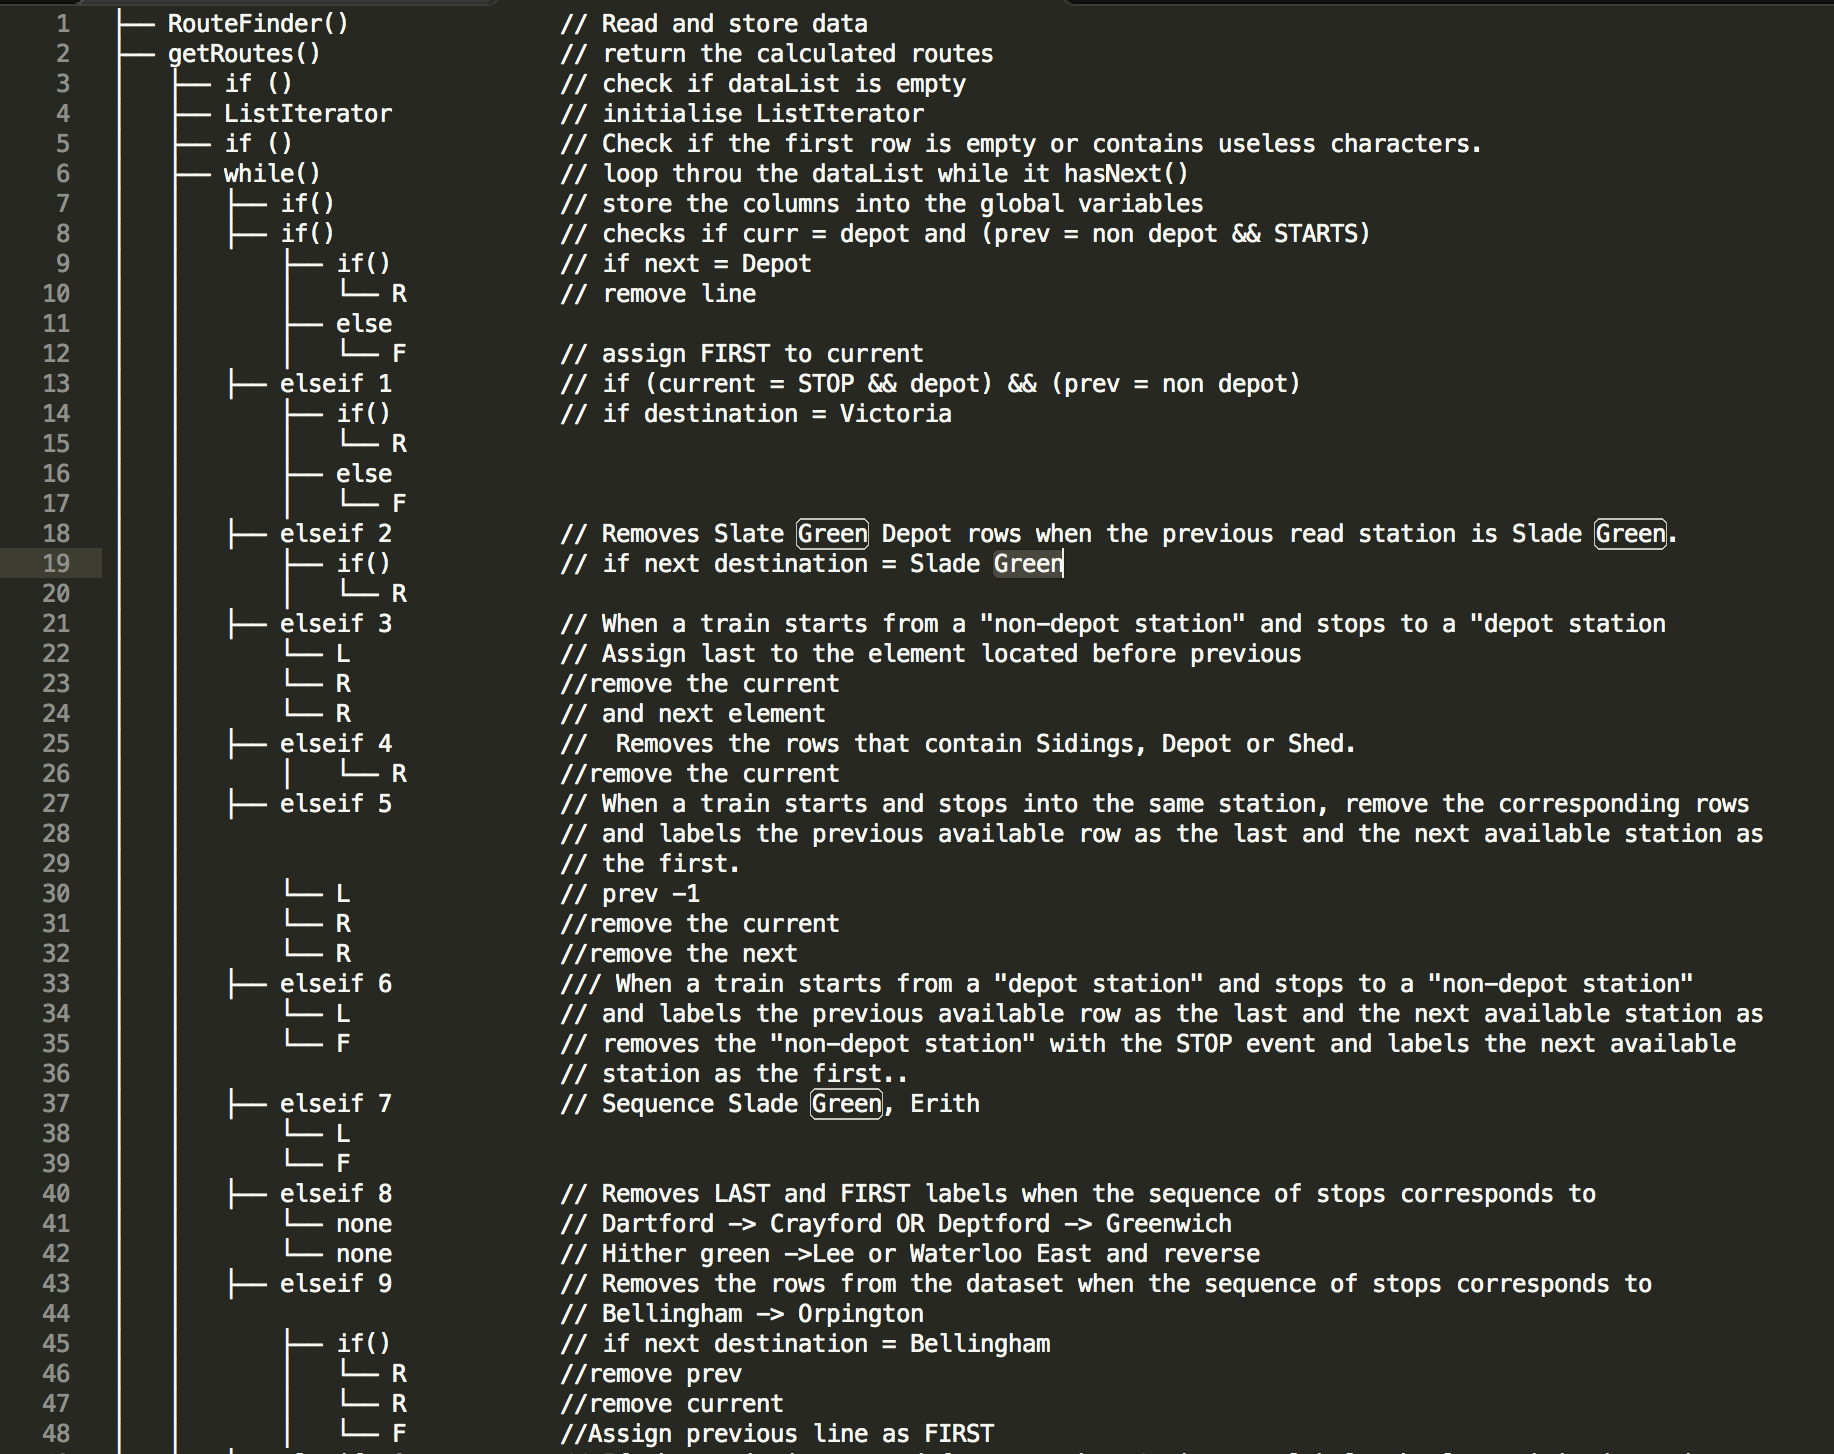 1 ├── RouteFinder() // Read and store data
2 ├── getRoutes() // return the calculated routes
3 │ ├── if () // check if dataList is empty
4 │ ├── ListIterator // initialise ListIterator
5 │ ├── if () // Check if the first row is empty or contains useless characters.
6 │ ├── while() // loop throu the dataList while it hasNext()
7 │ │ ├── if() // store the columns into the global variables
8 │ │ ├── if() // checks if curr = depot and (prev = non depot && STARTS)
9 │ │ ├── if() // if next = Depot
10 │ │ │ └── R // remove line
11 │ │ ├── else
12 │ │ │ └── F // assign FIRST to current
13 │ │ ├── elseif 1 // if (current = STOP && depot) && (prev = non depot)
14 │ │ ├── if() // if destination = Victoria
15 │ │ │ └── R
16 │ │ ├── else
17 │ │ │ └── F
18 │ │ ├── elseif 2 // Removes Slate Green Depot rows when the previous read station is Slade Green.
19 │ │ ├── if() // if next destination = Slade Green
20 │ │ │ └── R
21 │ │ ├── elseif 3 // When a train starts from a "non-depot station" and stops to a "depot station
22 │ │ └── L // Assign last to the element located before previous
23 │ │ └── R //remove the current
24 │ │ └── R // and next element
25 │ │ ├── elseif 4 //  Removes the rows that contain Sidings, Depot or Shed.
26 │ │ │ └── R //remove the current
27 │ │ ├── elseif 5 // When a train starts and stops into the same station, remove the corresponding rows
28 │ │ // and labels the previous available row as the last and the next available station as
29 │ │ // the first.
30 │ │ └── L // prev -1
31 │ │ └── R //remove the current
32 │ │ └── R //remove the next
33 │ │ ├── elseif 6 /// When a train starts from a "depot station" and stops to a "non-depot station"
34 │ │ └── L // and labels the previous available row as the last and the next available station as
35 │ │ └── F // removes the "non-depot station" with the STOP event and labels the next available
36 │ │ // station as the first..
37 │ │ ├── elseif 7 // Sequence Slade Green, Erith
38 │ │ └── L
39 │ │ └── F
40 │ │ ├── elseif 8 // Removes LAST and FIRST labels when the sequence of stops corresponds to
41 │ │ └── none // Dartford -> Crayford OR Deptford -> Greenwich
42 │ │ └── none // Hither green ->Lee or Waterloo East and reverse
43 │ │ ├── elseif 9 // Removes the rows from the dataset when the sequence of stops corresponds to
44 │ │ // Bellingham -> Orpington
45 │ │ ├── if() // if next destination = Bellingham
46 │ │ │ └── R //remove prev
47 │ │ │ └── R //remove current
48 │ │ │ └── F //Assign previous line as FIRST